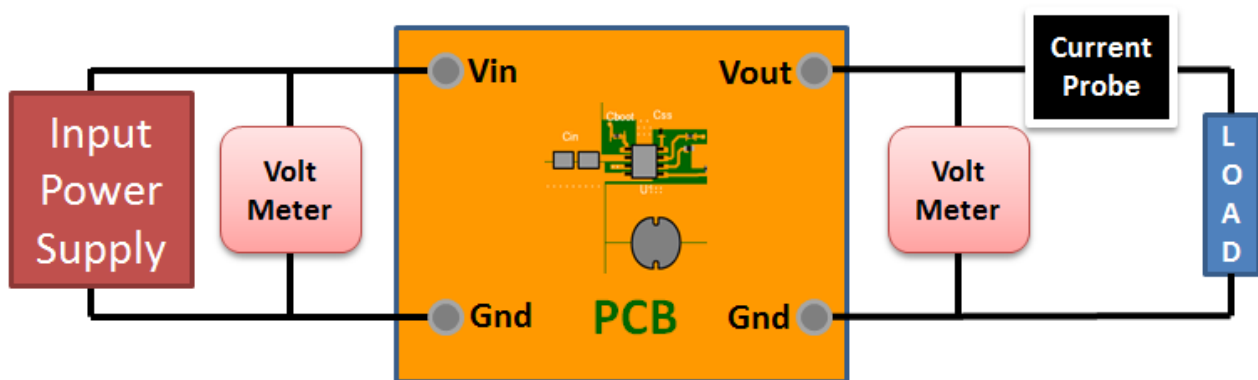 Input
Power
Supply
Volt
Meter
Vin
Gnd
Cin
Cboot
Css
U1::
PCB
Vout
Gnd
Volt
Meter
Current
Probe
L
O
A
D